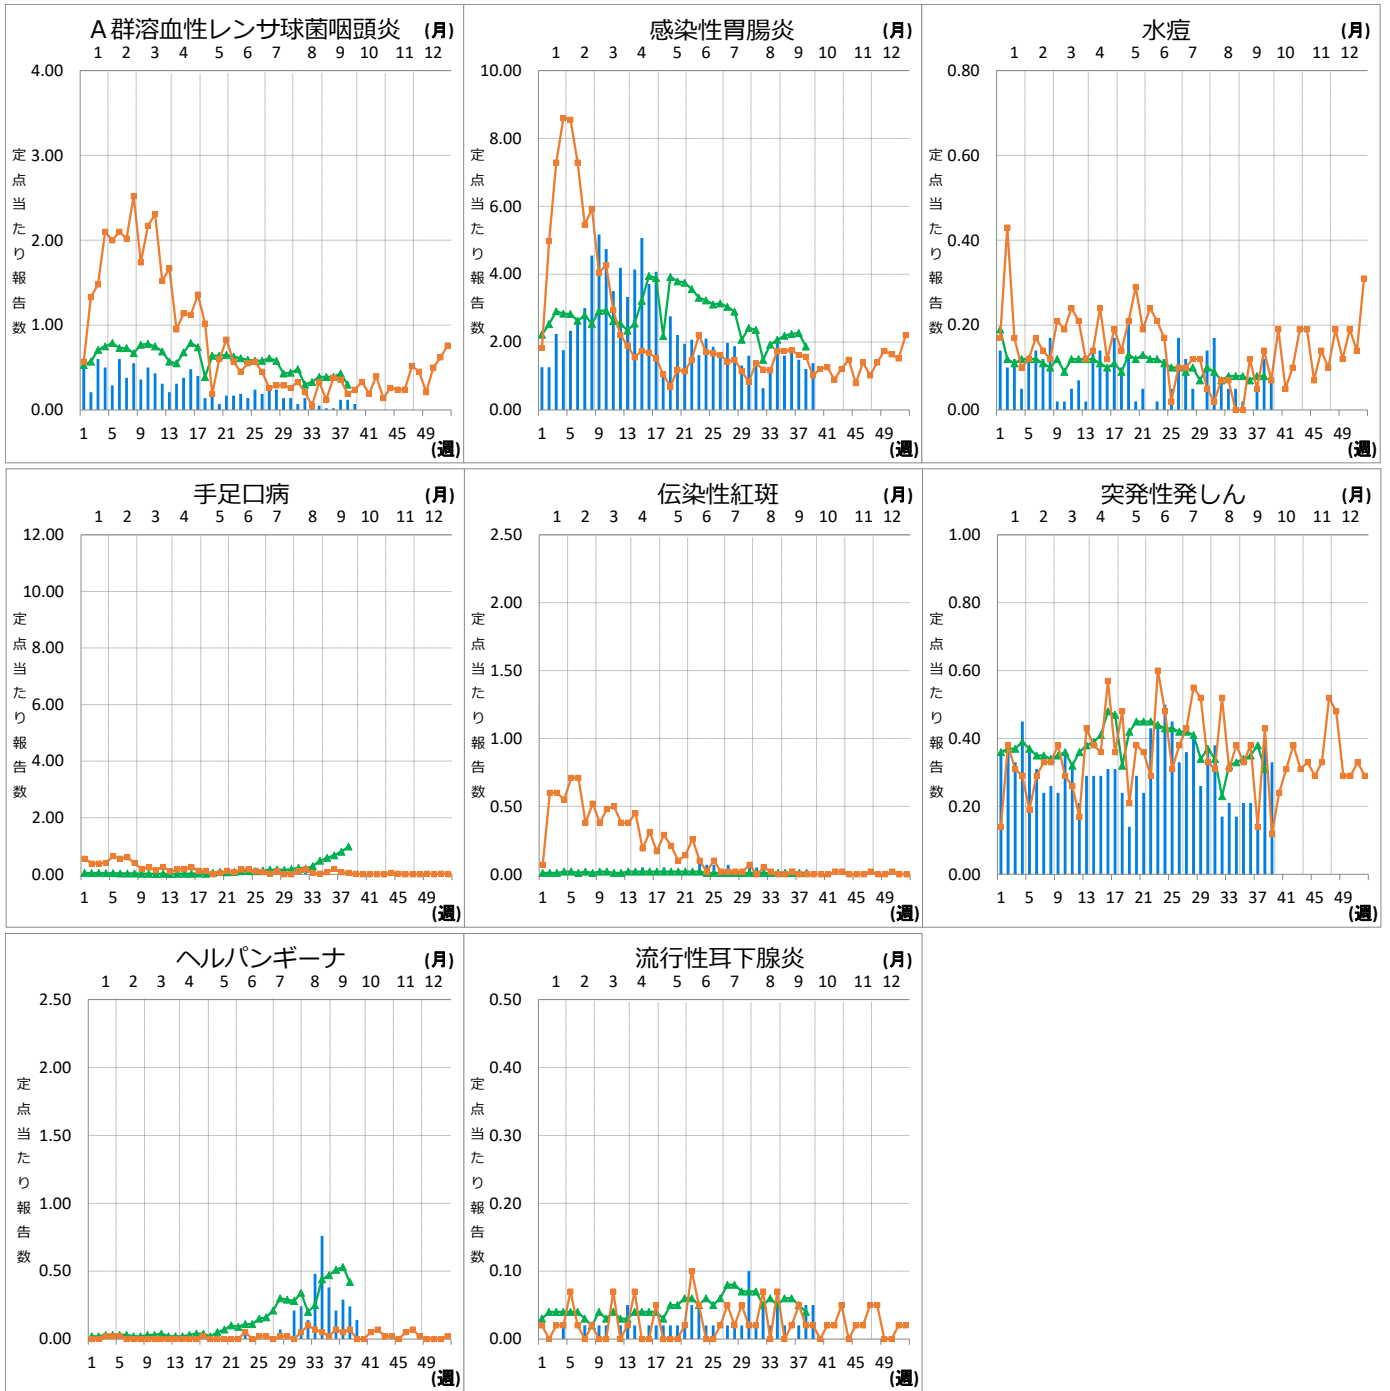 A群溶血性レンサ球菌咽頭炎 (月)
1 2 3 4 5 6 7 8 9 10 11 12
4.00
3.00
2.00
1.00
0.00
定点当たり報告数
1 5 9 13 17 21 25 29 33 37 41 45 49
(週)
感染性胃腸炎 (月)
1 2 3 4 5 6 7 8 9 10 11 12
10.00
8.00
6.00
4.00
2.00
0.00
定点当たり報告数
1 5 9 13 17 21 25 29 33 37 41 45 49
(週)
水痘 (月)
1 2 3 4 5 6 7 8 9 10 11 12
0.80
0.60
0.40
0.20
0.00
定点当たり報告数
1 5 9 13 17 21 25 29 33 37 41 45 49
(週)
手足口病 (月)
1 2 3 4 5 6 7 8 9 10 11 12
12.00
10.00
8.00
6.00
4.00
2.00
0.00
定点当たり報告数
1 5 9 13 17 21 25 29 33 37 41 45 49
(週)
伝染性紅斑 (月)
1 2 3 4 5 6 7 8 9 10 11 12
2.50
2.00
1.50
1.00
0.50
0.00
定点当たり報告数
1 5 9 13 17 21 25 29 33 37 41 45 49
(週)
突発性発しん (月)
1 2 3 4 5 6 7 8 9 10 11 12
1.00
0.80
0.60
0.40
0.20
0.00
定点当たり報告数
1 5 9 13 17 21 25 29 33 37 41 45 49
(週)
ヘルパンギーナ (月)
1 2 3 4 5 6 7 8 9 10 11 12
2.50
2.00
1.50
1.00
0.50
0.00
定点当たり報告数
1 5 9 13 17 21 25 29 33 37 41 45 49
(週)
流行性耳下腺炎 (月)
1 2 3 4 5 6 7 8 9 10 11 12
0.50
0.40
0.30
0.20
0.10
0.00
定点当たり報告数
1 5 9 13 17 21 25 29 33 37 41 45 49
(週)